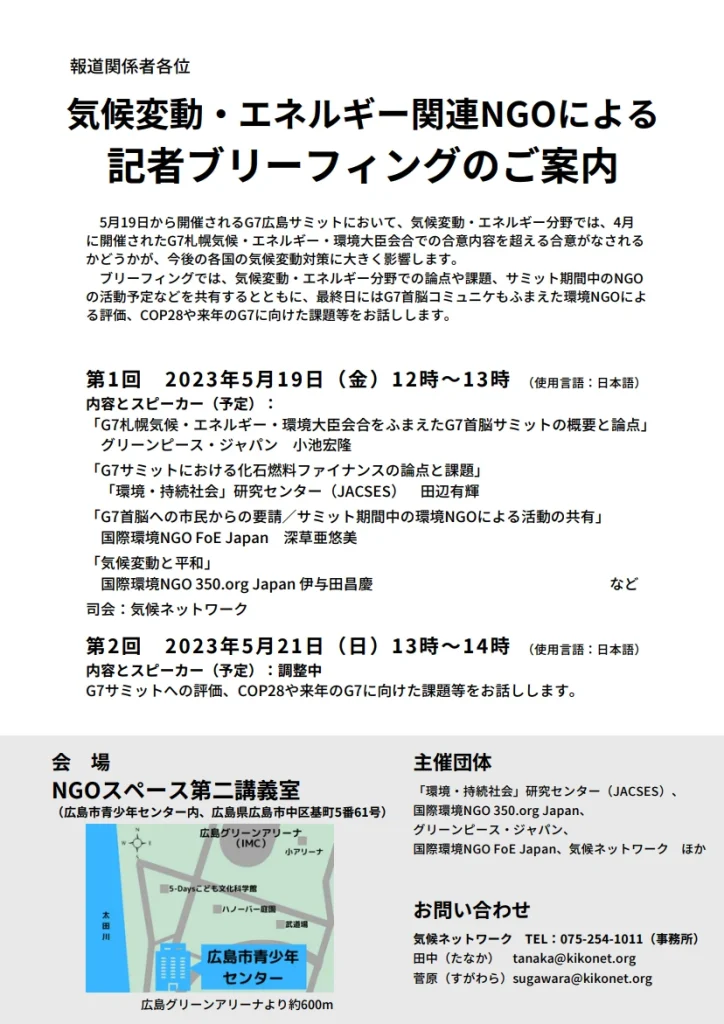 報道関係者各位
気候変動・エネルギー関連NGOによる
記者ブリーフィングのご案内
5月19日から開催されるG7広島サミットにおいて、気候変動・エネルギー分野では、4月
に開催されたG7札幌気候・エネルギー・環境大臣会合での合意内容を超える合意がなされる
かどうかが、今後の各国の気候変動対策に大きく影響します。
ブリーフィングでは、気候変動・エネルギー分野での論点や課題、サミット期間中のNGO
の活動予定などを共有するとともに、最終日にはG7首脳コミュニケもふまえた環境NGOによ
る評価、COP28や来年のG7に向けた課題等をお話しします。
第1回 2023年5月19日（金）12時～13時 （使用言語：日本語）
内容とスピーカー（予定）：
「G7札幌気候・エネルギー・環境大臣会合をふまえたG7首脳サミットの概要と論点」
グリーンピース・ジャパン 小池宏隆
「G7サミットにおける化石燃料ファイナンスの論点と課題」
「環境・持続社会」研究センター（JACSES） 田辺有輝
「G7首脳への市民からの要請／サミット期間中の環境NGOによる活動の共有」
国際環境NGO FoE Japan 深草亜悠美
「気候変動と平和」
国際環境NGO 350.org Japan 伊与田昌慶 など
司会：気候ネットワーク
第2回 2023年5月21日（日）13時～14時 （使用言語：日本語）
内容とスピーカー（予定）：調整中
G7サミットへの評価、COP28や来年のG7に向けた課題等をお話しします。
会 場
NGOスペース第二講義室
（広島市青少年センター内、広島県広島市中区基町5番61号）
広島グリーンアリーナ
（IMC）
小アリーナ
N
W E
S
5-Daysこども文化科学館
ハノーバー庭園
武道場
太田川
広島市青少年
センター
広島グリーンアリーナより約600m
主催団体
「環境・持続社会」研究センター（JACSES）、
国際環境NGO 350.org Japan、
グリーンピース・ジャパン、
国際環境NGO FoE Japan、気候ネットワーク ほか
お問い合わせ
気候ネットワーク TEL：075-254-1011（事務所）
田中（たなか） tanaka@kikonet.org
菅原（すがわら）sugawara@kikonet.org